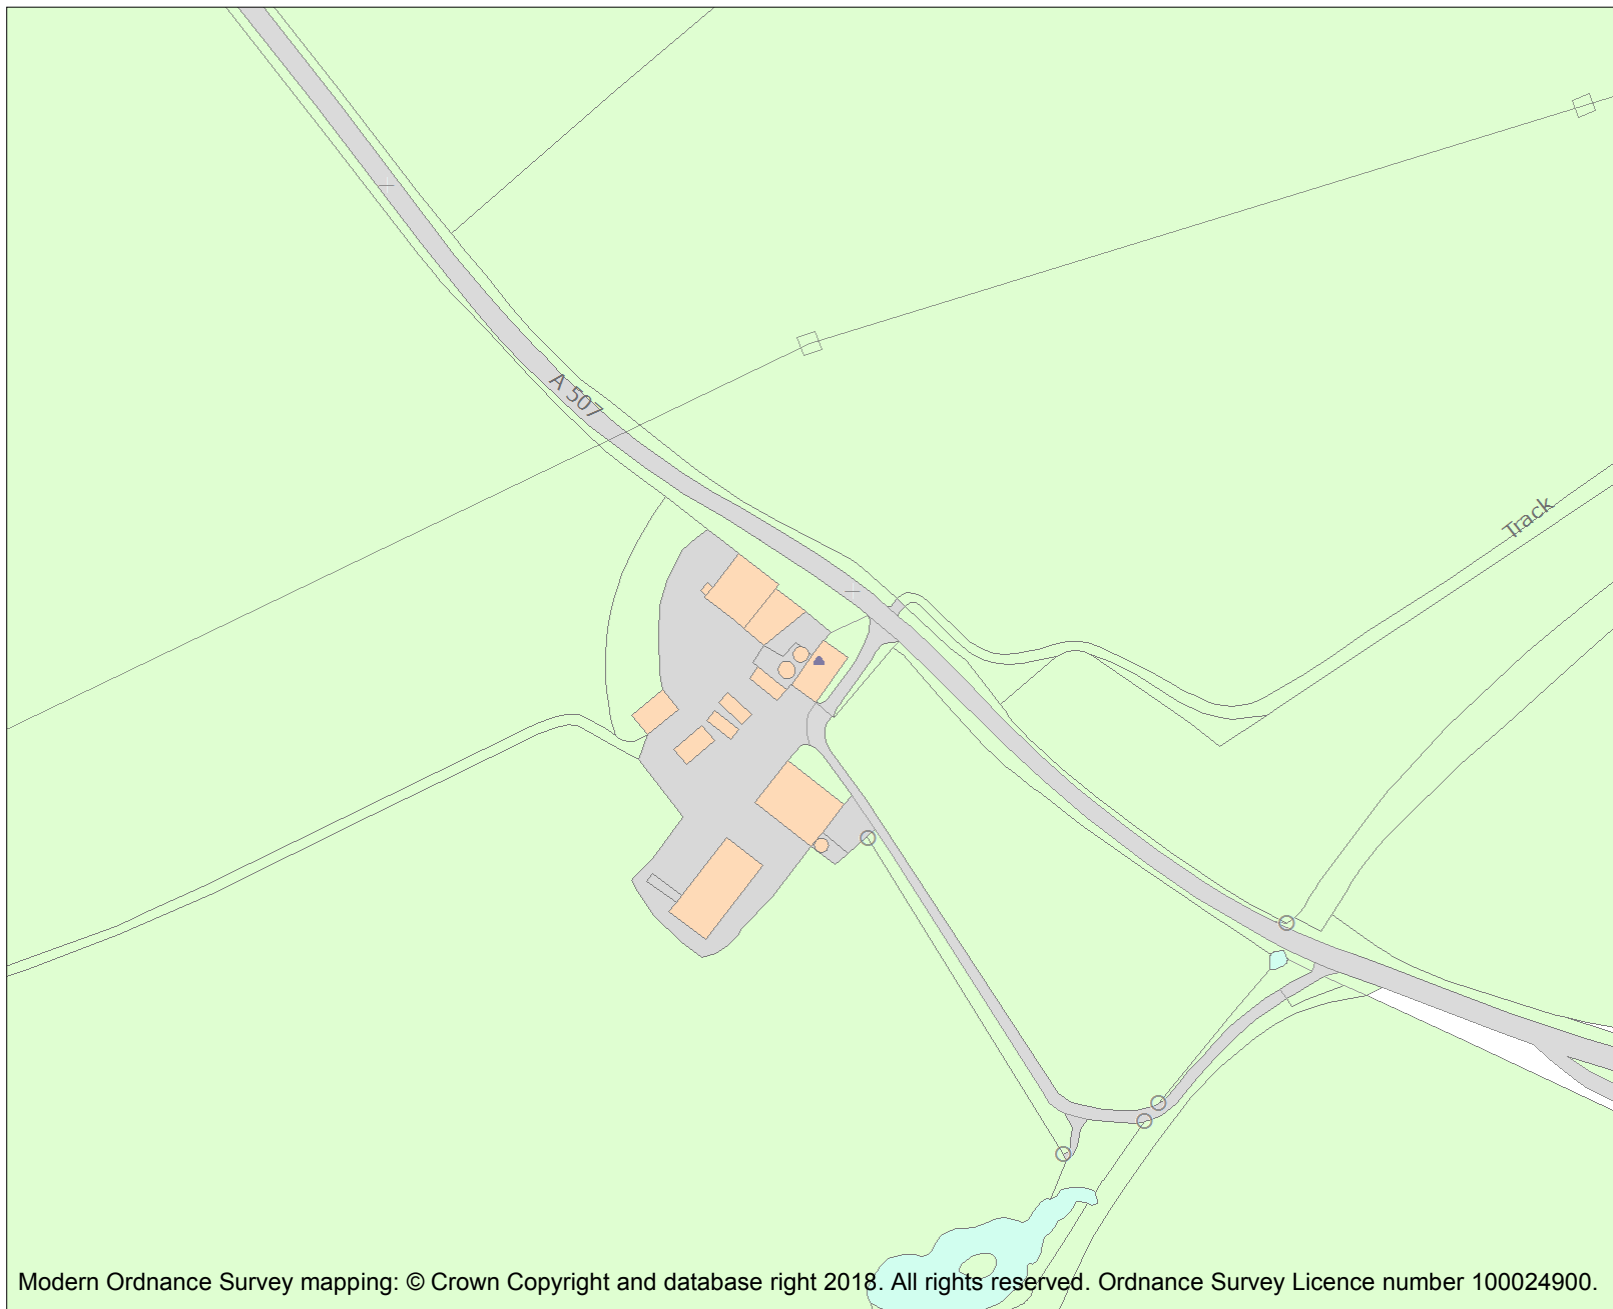 A 507
Track
Modern Ordnance Survey mapping: © Crown Copyright and database right 2018. All rights reserved. Ordnance Survey Licence number 100024900.